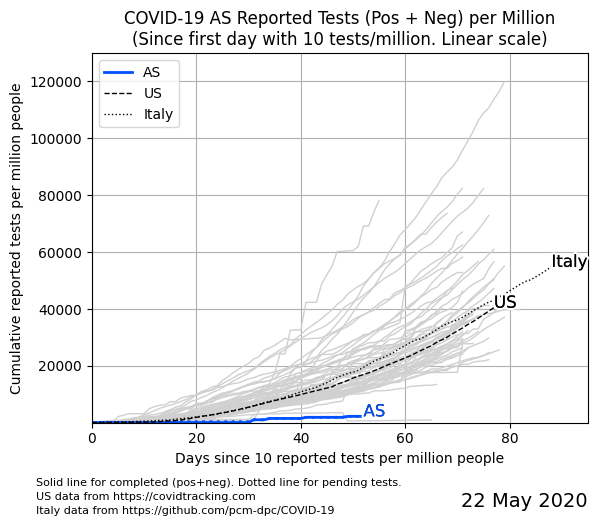 COVID-19 AS Reported Tests (Pos + Neg) per Million
(Since first day with 10 tests/million. Linear scale)
AS
US
Italy
Cumulative reported tests per million people
120000
100000
80000
60000
40000
20000
Italy
US
AS
0 20 40 60 80
Days since 10 reported tests per million people
Solid line for completed (pos+neg). Dotted line for pending tests.
US data from https://covidtracking.com
Italy data from https://github.com/pcm-dpc/COVID-19
22 May 2020